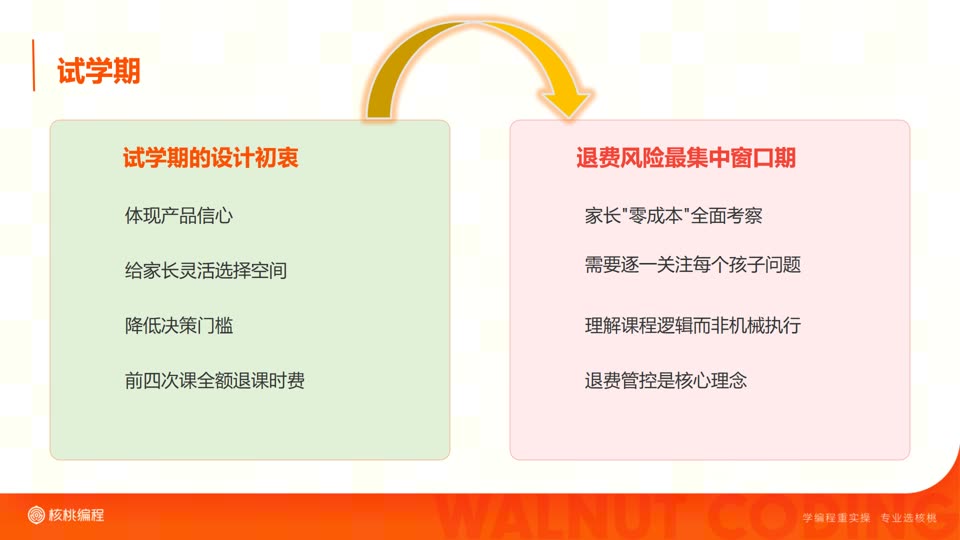 试学期
试学期的设计初衷
体现产品信心
给家长灵活选择空间
降低决策门槛
前四次课全额退课时费
退费风险最集中窗口期
家长"零成本"全面考察
需要逐一关注每个孩子问题
理解课程逻辑而非机械执行
退费管控是核心理念
核桃编程
WALNUT CODING
学编程重实操 专业选核桃